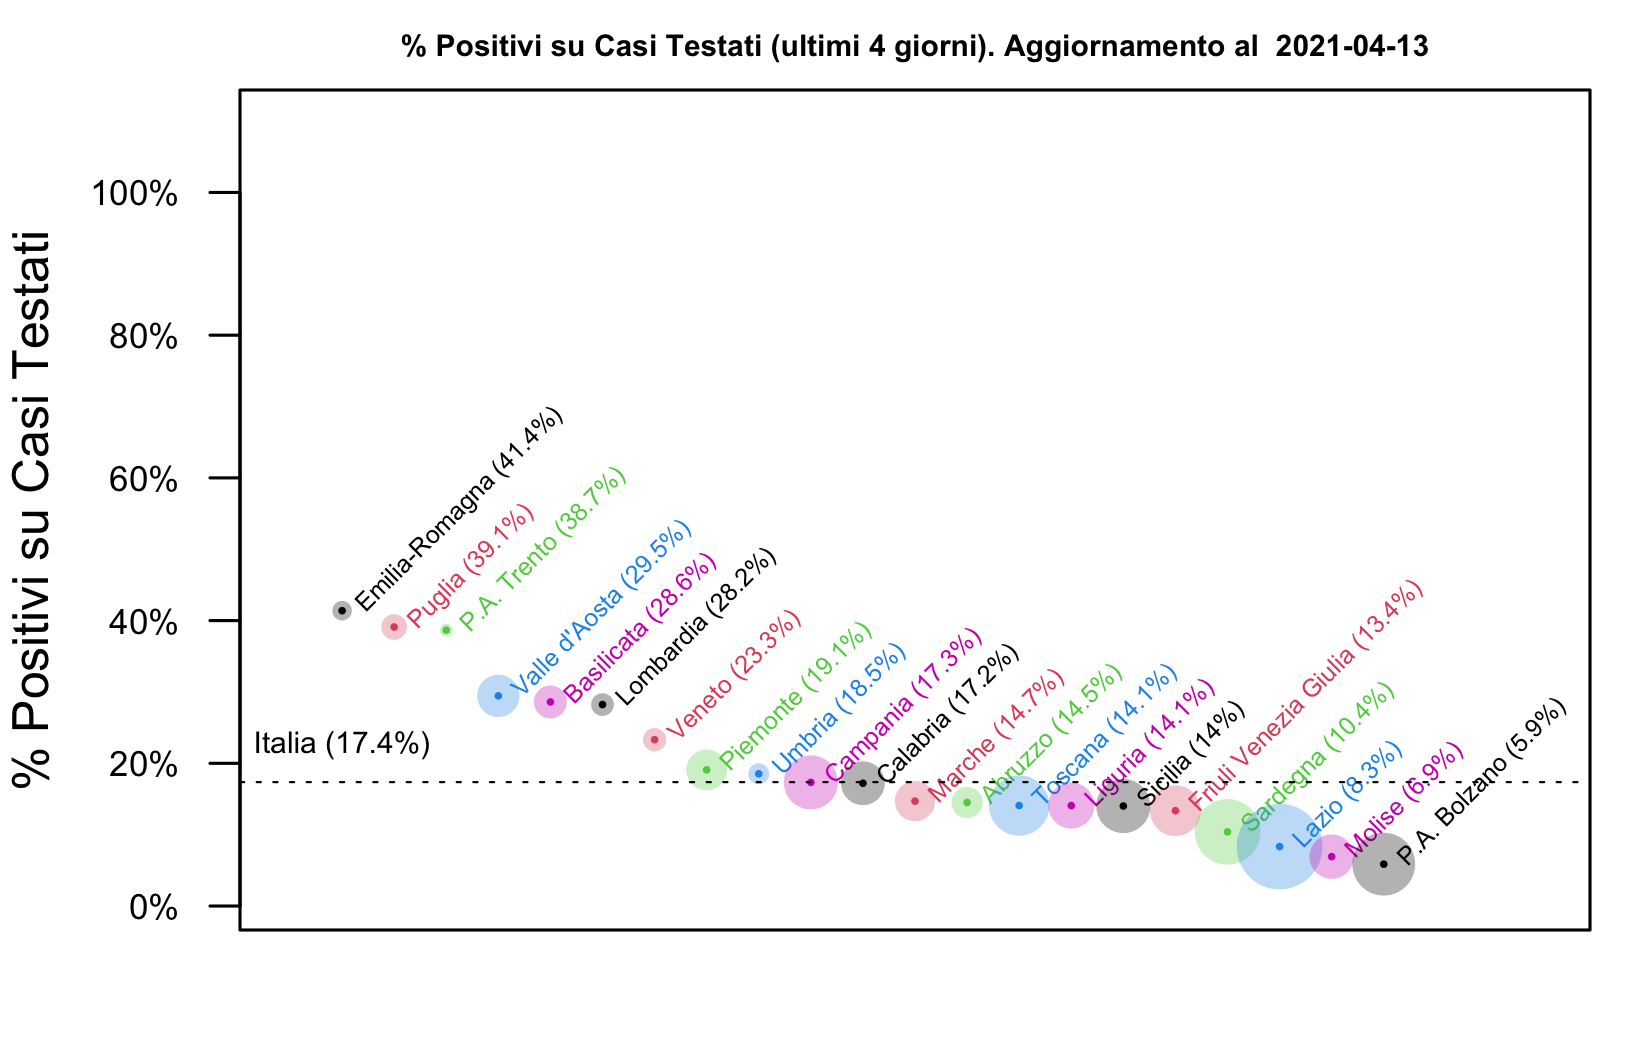 % Positivi su Casi Testati (ultimi 4 giorni). Aggiornamento al 2021-04-13
% Positivi su Casi Testati
100%
80%
60%
40%
20%
0%
Italia (17.4%)
Emilia-Romagna (41.4%)
Puglia (39.1%)
P.A. Trento (38.7%)
Valle d'Aosta (29.5%)
Basilicata (28.6%)
Lombardia (28.2%)
Veneto (23.3%)
Piemonte (19.1%)
Umbria (18.5%)
Campania (17.3%)
Calabria (17.2%)
Marche (14.7%)
Abruzzo (14.5%)
Toscana (14.1%)
Liguria (14.1%)
Sicilia (14%)
Friuli Venezia Giulia (13.4%)
Sardegna (10.4%)
Lazio (8.3%)
Molise (6.9%)
P.A. Bolzano (5.9%)